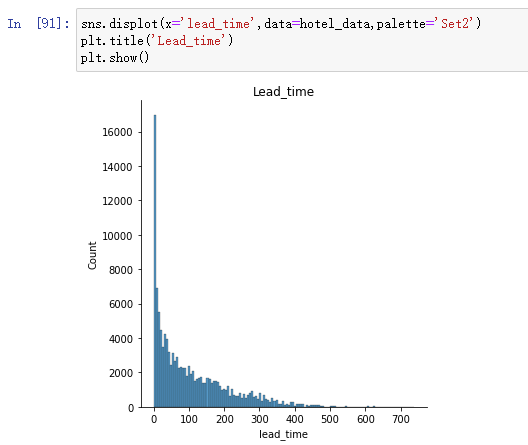 In [91]: sns.displot(x='lead_time',data=hotel_data,palette='Set2')
plt.title('Lead_time')
plt.show()
Lead_time
16000
14000
12000
10000
8000
6000
4000
2000
0
Count
0 100 200 300 400 500 600 700
lead_time